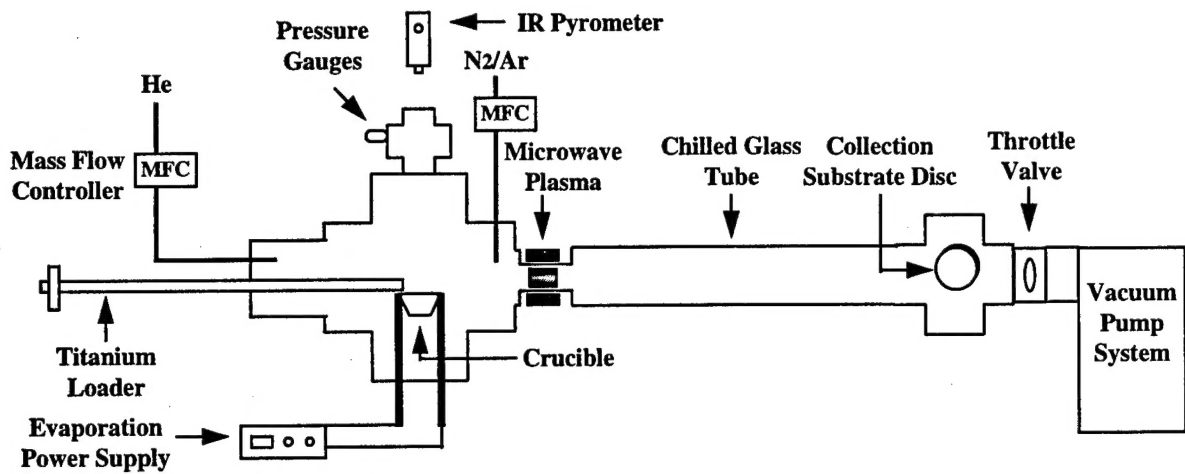 IR Pyrometer
Pressure
Gauges
N2/Ar
He
MFC
Mass Flow
Controller
MFC
Microwave
Plasma
Chilled Glass
Tube
Collection
Substrate Disc
Throttle
Valve
Titanium
Loader
Crucible
Vacuum
Pump
System
Evaporation
Power Supply